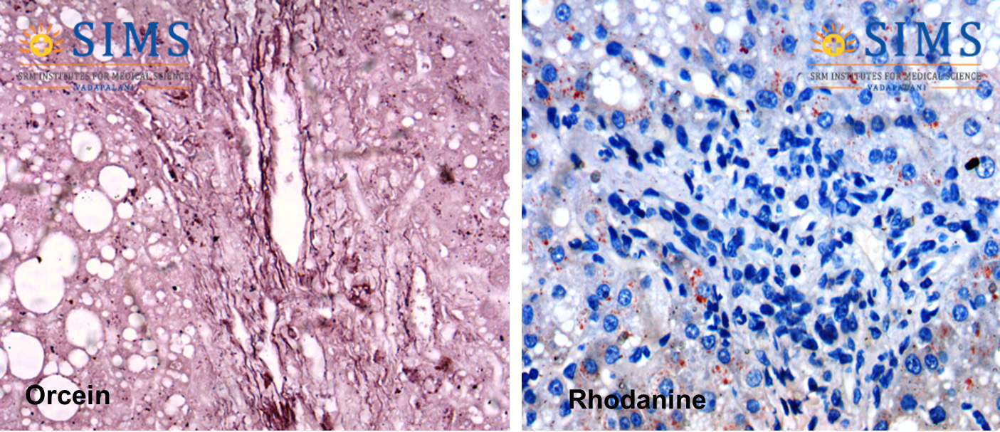 SIMS
SRM INSTITUTES FOR MEDICAL SCIENCE
VADAPALANI
Orcein
SIMS
SRM INSTITUTES FOR MEDICAL SCIENCE
VADAPALANI
Rhodanine